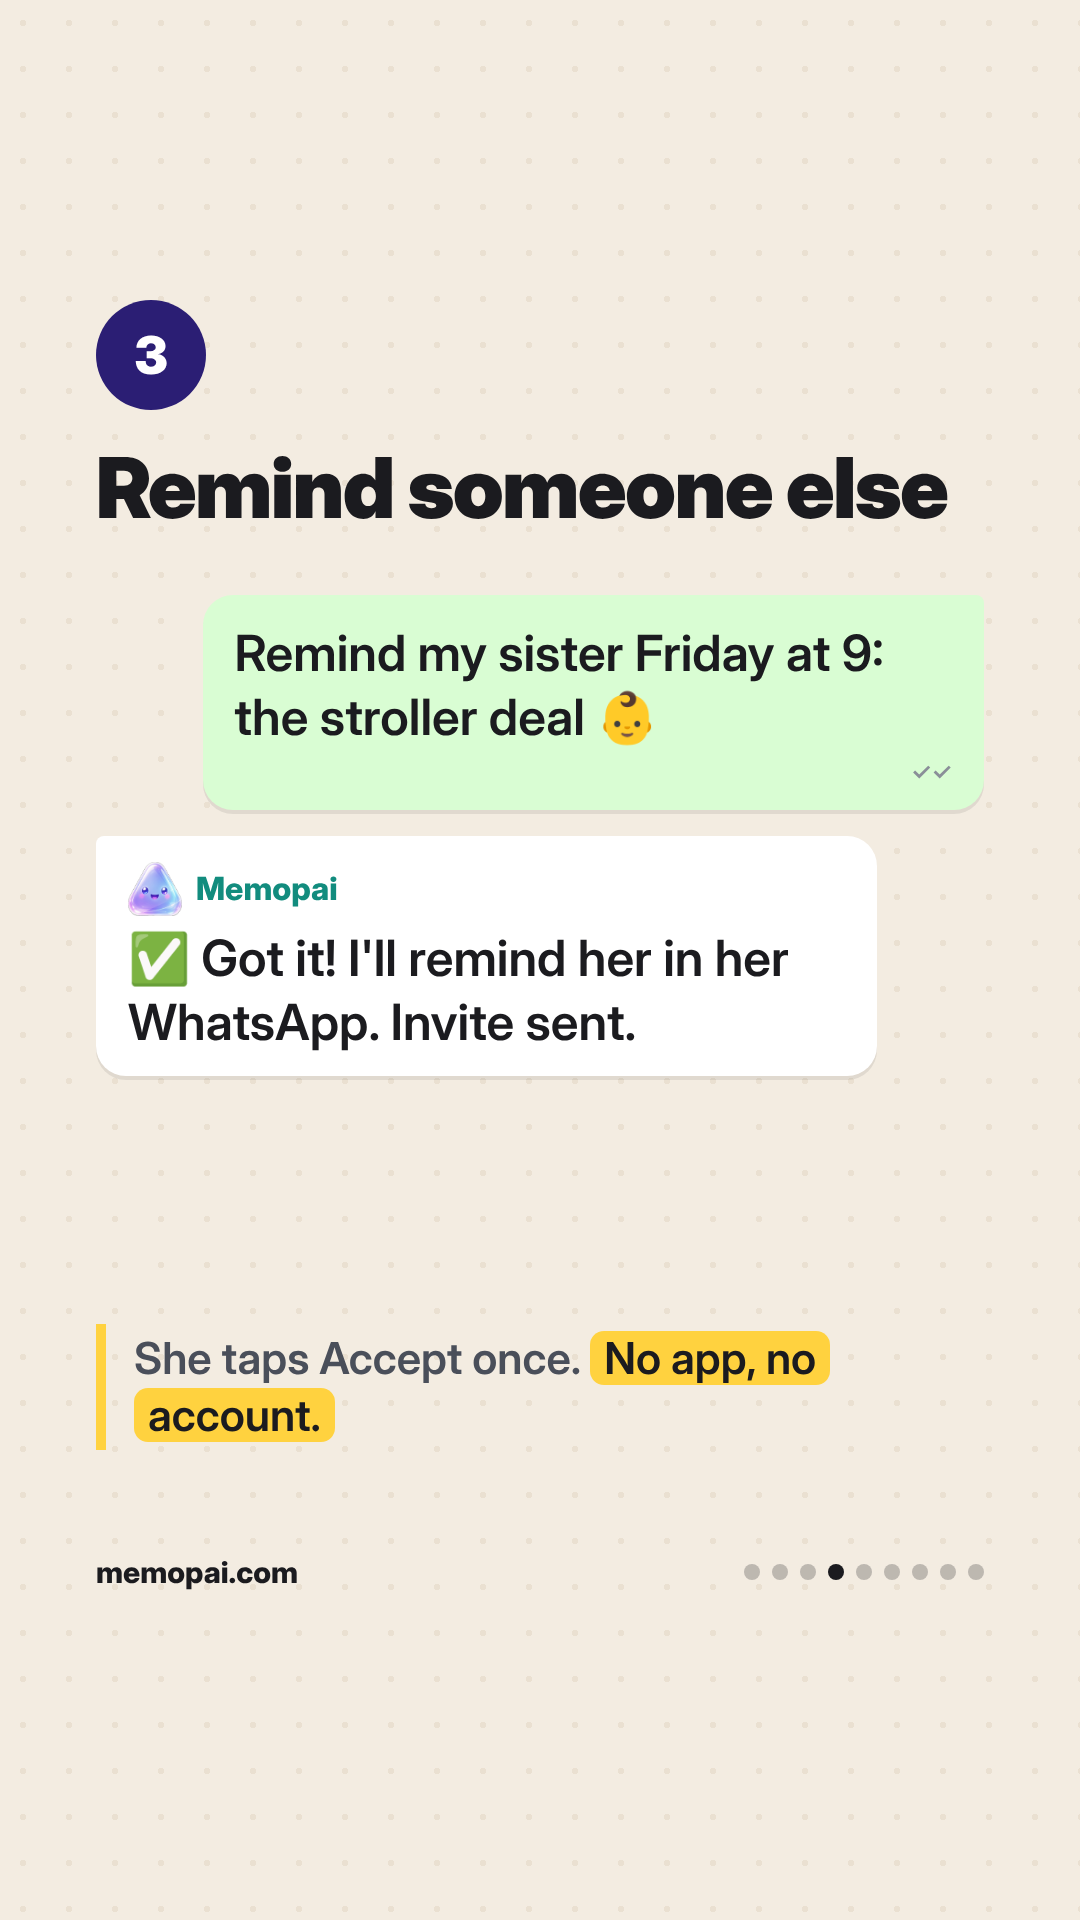 3
Remind someone else
Remind my sister Friday at 9:
the stroller deal 👶
Memopai
✅ Got it! I'll remind her in her
WhatsApp. Invite sent.
She taps Accept once. No app, no
account.
memopai.com